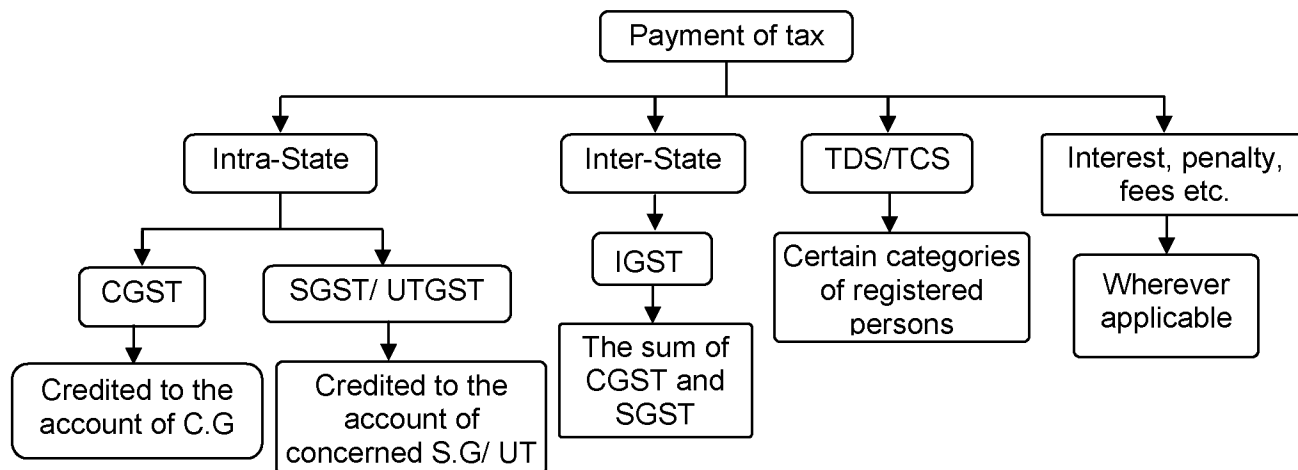 Payment of tax
Intra-State
Inter-State
TDS/TCS
Interest, penalty,
fees etc.
CGST
SGST/ UTGST
IGST
Certain categories
of registered
persons
Wherever
applicable
Credited to the
account of C.G
Credited to the
account of
concerned S.G/ UT
The sum of
CGST and
SGST